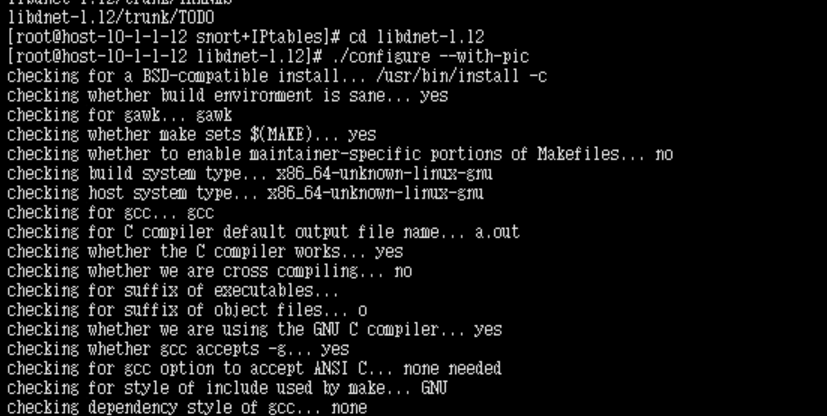 libdnet-1.12/trunk/TODO
[root@host-10-1-1-12 snort+IPtables]# cd libdnet-1.12
[root@host-10-1-1-12 libdnet-1.12]# ./configure --with-pic
checking for a BSD-compatible install... /usr/bin/install -c
checking whether build environment is sane... yes
checking for gawk... gawk
checking whether make sets $(MAKE)... yes
checking whether to enable maintainer-specific portions of Makefiles... no
checking build system type... x86_64-unknown-linux-gnu
checking host system type... x86_64-unknown-linux-gnu
checking for gcc... gcc
checking for C compiler default output file name... a.out
checking whether the C compiler works... yes
checking whether we are cross compiling... no
checking for suffix of executables...
checking for suffix of object files... o
checking whether we are using the GNU C compiler... yes
checking whether gcc accepts -g... yes
checking for gcc option to accept ANSI C... none needed
checking for style of include used by make... GNU
checking dependency style of gcc... none